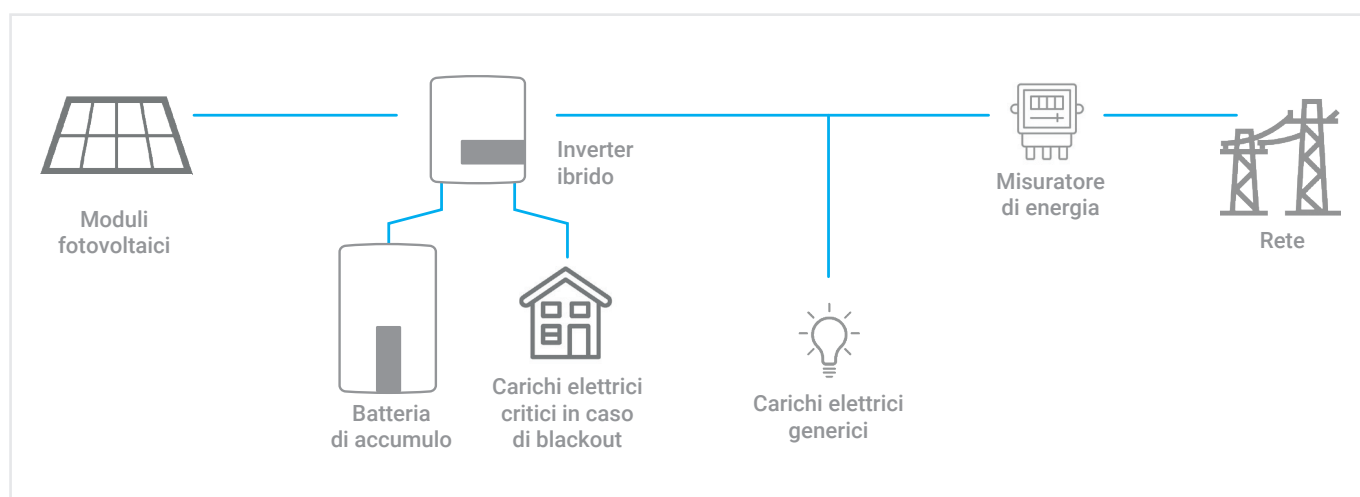 Moduli
fotovoltaici
Inverter
ibrido
Batteria
di accumulo
Carichi elettrici
critici in caso
di blackout
Carichi elettrici
generici
Misuratore
di energia
Rete